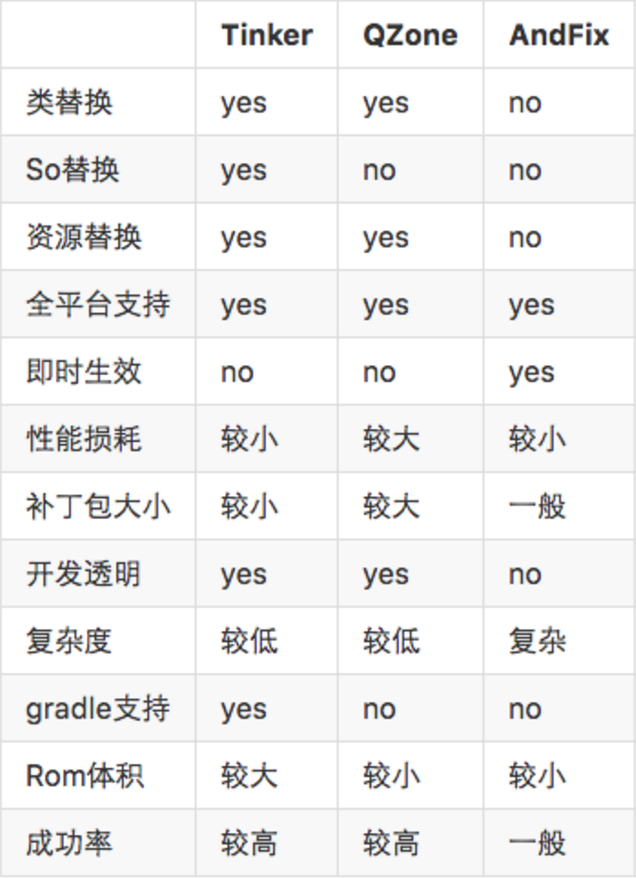 Tinker QZone AndFix
类替换 yes yes no
So替换 yes no no
资源替换 yes yes no
全平台支持 yes yes yes
即时生效 no no yes
性能损耗 较小 较大 较小
补丁包大小 较小 较大 一般
开发透明 yes yes no
复杂度 较低 较低 复杂
gradle支持 yes no no
Rom体积 较大 较小 较小
成功率 较高 较高 一般